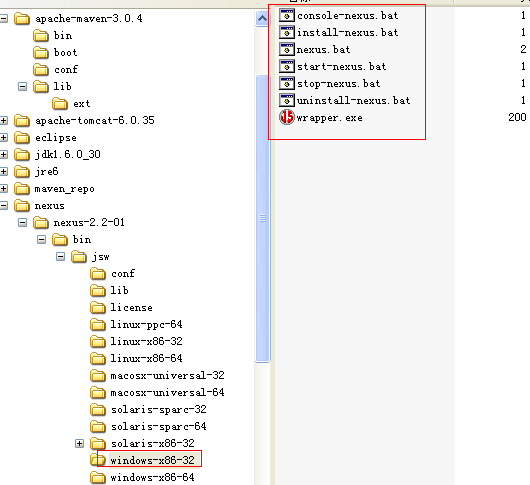 apache-maven-3.0.4
bin
boot
conf
lib
ext
apache-tomcat-6.0.35
eclipse
jdk1.6.0_30
jre6
maven_repo
nexus
nexus-2.2-01
bin
jsw
conf
lib
license
linux-ppc-64
linux-x86-32
linux-x86-64
macosx-universal-32
macosx-universal-64
solaris-sparc-32
solaris-sparc-64
solaris-x86-32
windows-x86-32
windows-x86-64
console-nexus.bat 1
install-nexus.bat 1
nexus.bat 2
start-nexus.bat 1
stop-nexus.bat 1
uninstall-nexus.bat 1
wrapper.exe 200